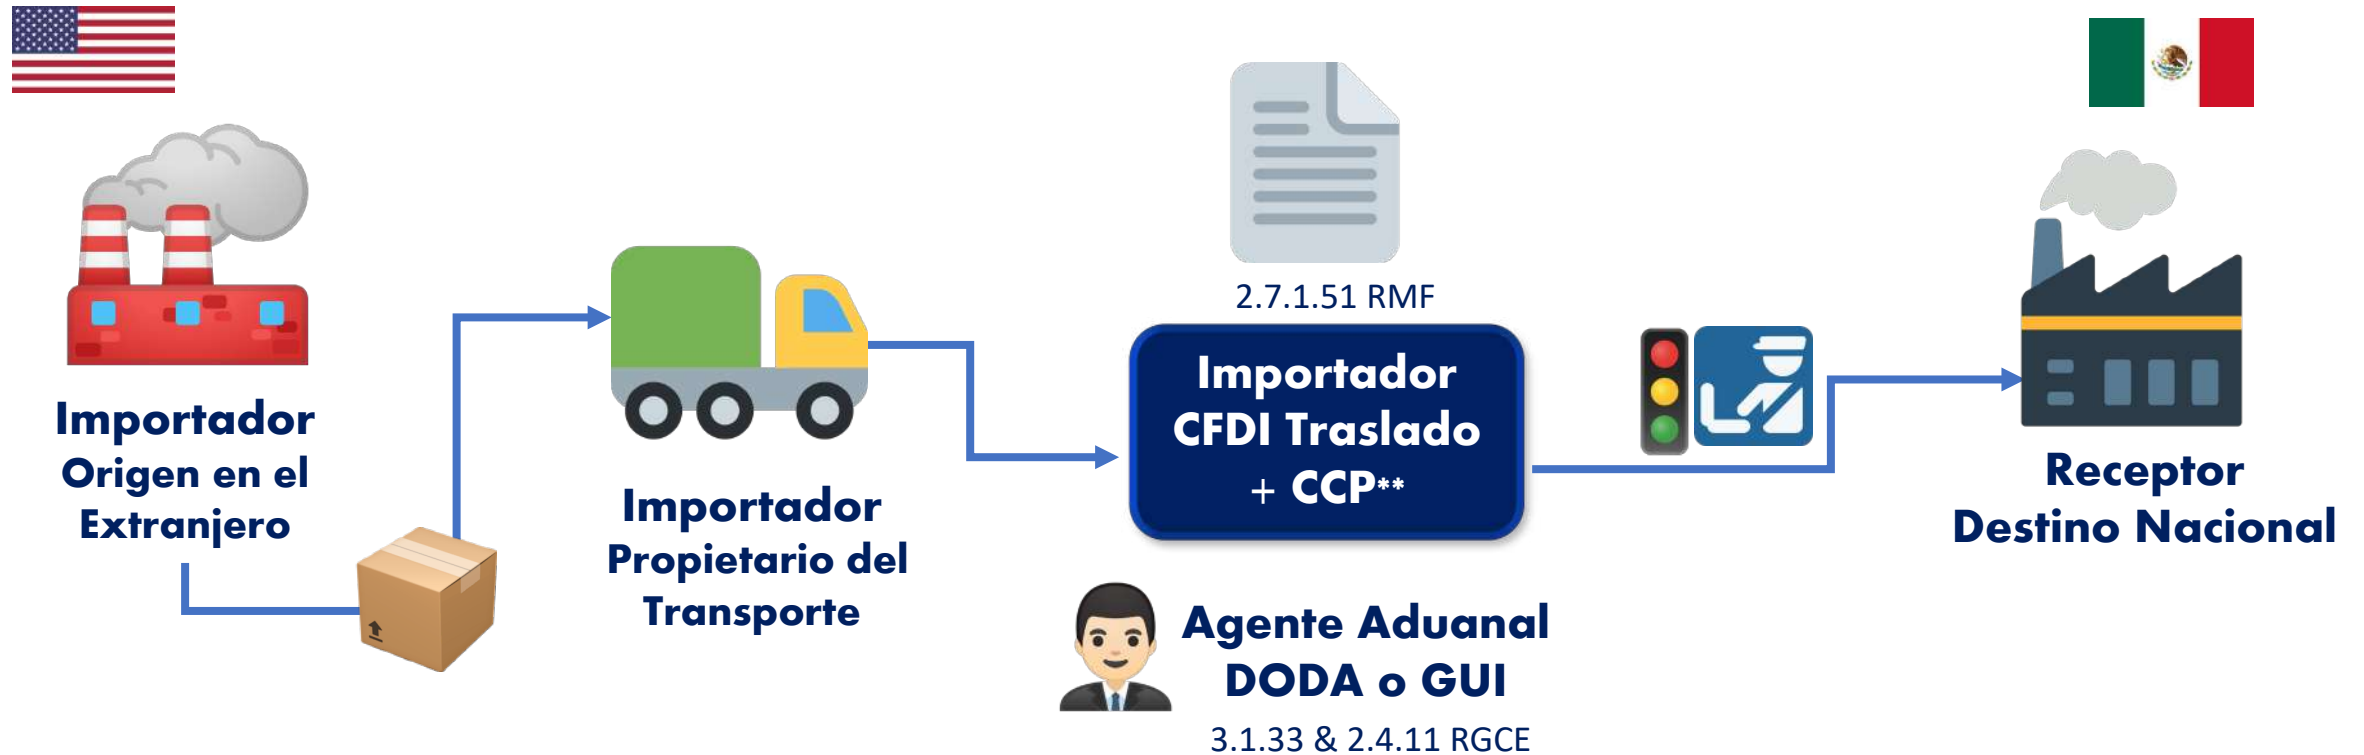 Importador
Origen en el
Extranjero
Importador
Propietario del
Transporte
2.7.1.51 RMF
Importador
CFDI Traslado
+ CCP**
Agente Aduanal
DODA o GUI
3.1.33 & 2.4.11 RGCE
Receptor
Destino Nacional